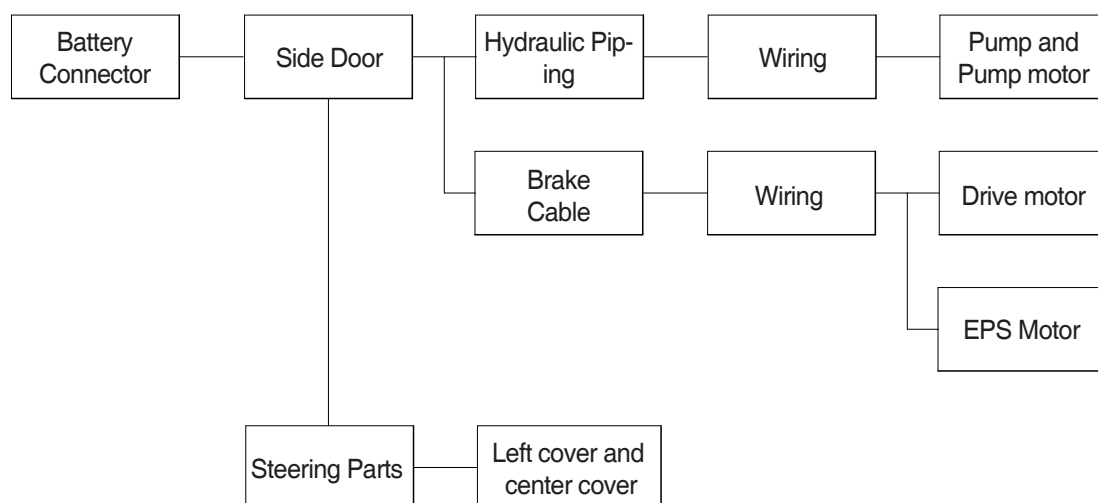 Battery
Connector
Side Door
Hydraulic Pip-
ing
Wiring
Pump and
Pump motor
Brake
Cable
Wiring
Drive motor
EPS Motor
Steering Parts
Left cover and
center cover